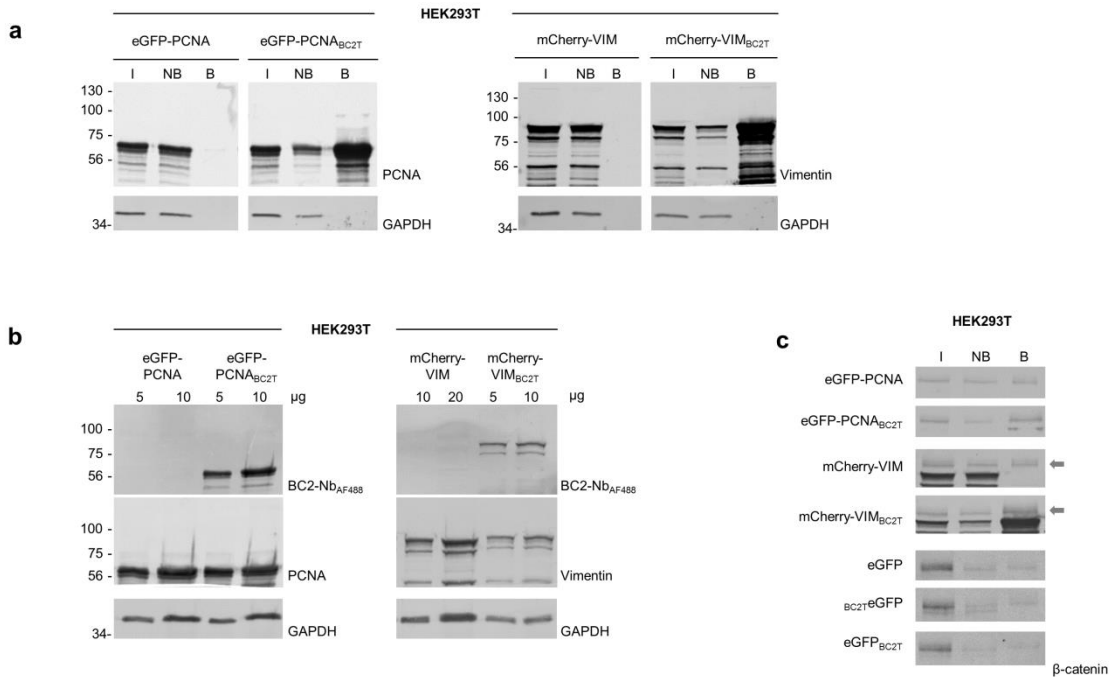 HEK293T
a
eGFP-PCNA eGFP-PCNABC2T mCherry-VIM mCherry-VIMBC2T
I NB B I NB B I NB B I NB B
130 -
100 -
75 -
56 -
PCNA
34-
GAPDH
130 -
100 -
75 -
56 -
Vimentin
34-
GAPDH
b
HEK293T
eGFP-PCNA eGFP-PCNABC2T mCherry-VIM mCherry-VIMBC2T
5 10 5 10 µg 10 20 5 10 µg
100 -
75 -
56 -
BC2-NbAF488 BC2-NbAF488
100 -
75 -
56 -
PCNA Vimentin
34-
GAPDH GAPDH
c
HEK293T
I NB B
eGFP-PCNA
eGFP-PCNABC2T
mCherry-VIM
mCherry-VIMBC2T
eGFP
BC2TeGFP
eGFPBC2T
β-catenin